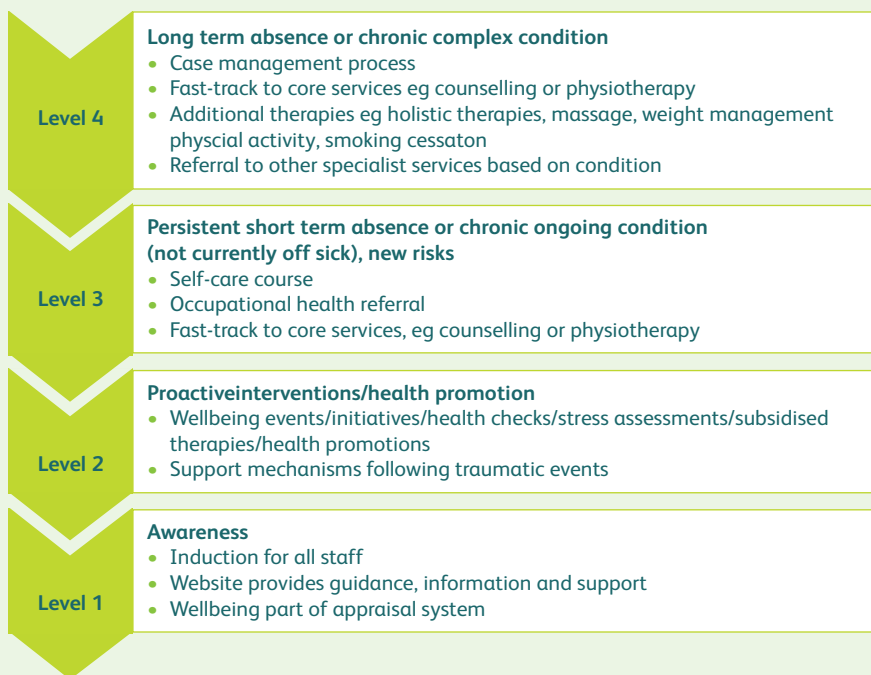 Level 4
Long term absence or chronic complex condition
• Case management process
• Fast-track to core services eg counselling or physiotherapy
• Additional therapies eg holistic therapies, massage, weight management
physcial activity, smoking cessaton
• Referral to other specialist services based on condition
Level 3
Persistent short term absence or chronic ongoing condition
(not currently off sick), new risks
• Self-care course
• Occupational health referral
• Fast-track to core services, eg counselling or physiotherapy
Level 2
Proactiveinterventions/health promotion
• Wellbeing events/initiatives/health checks/stress assessments/subsidised
therapies/health promotions
• Support mechanisms following traumatic events
Level 1
Awareness
• Induction for all staff
• Website provides guidance, information and support
• Wellbeing part of appraisal system